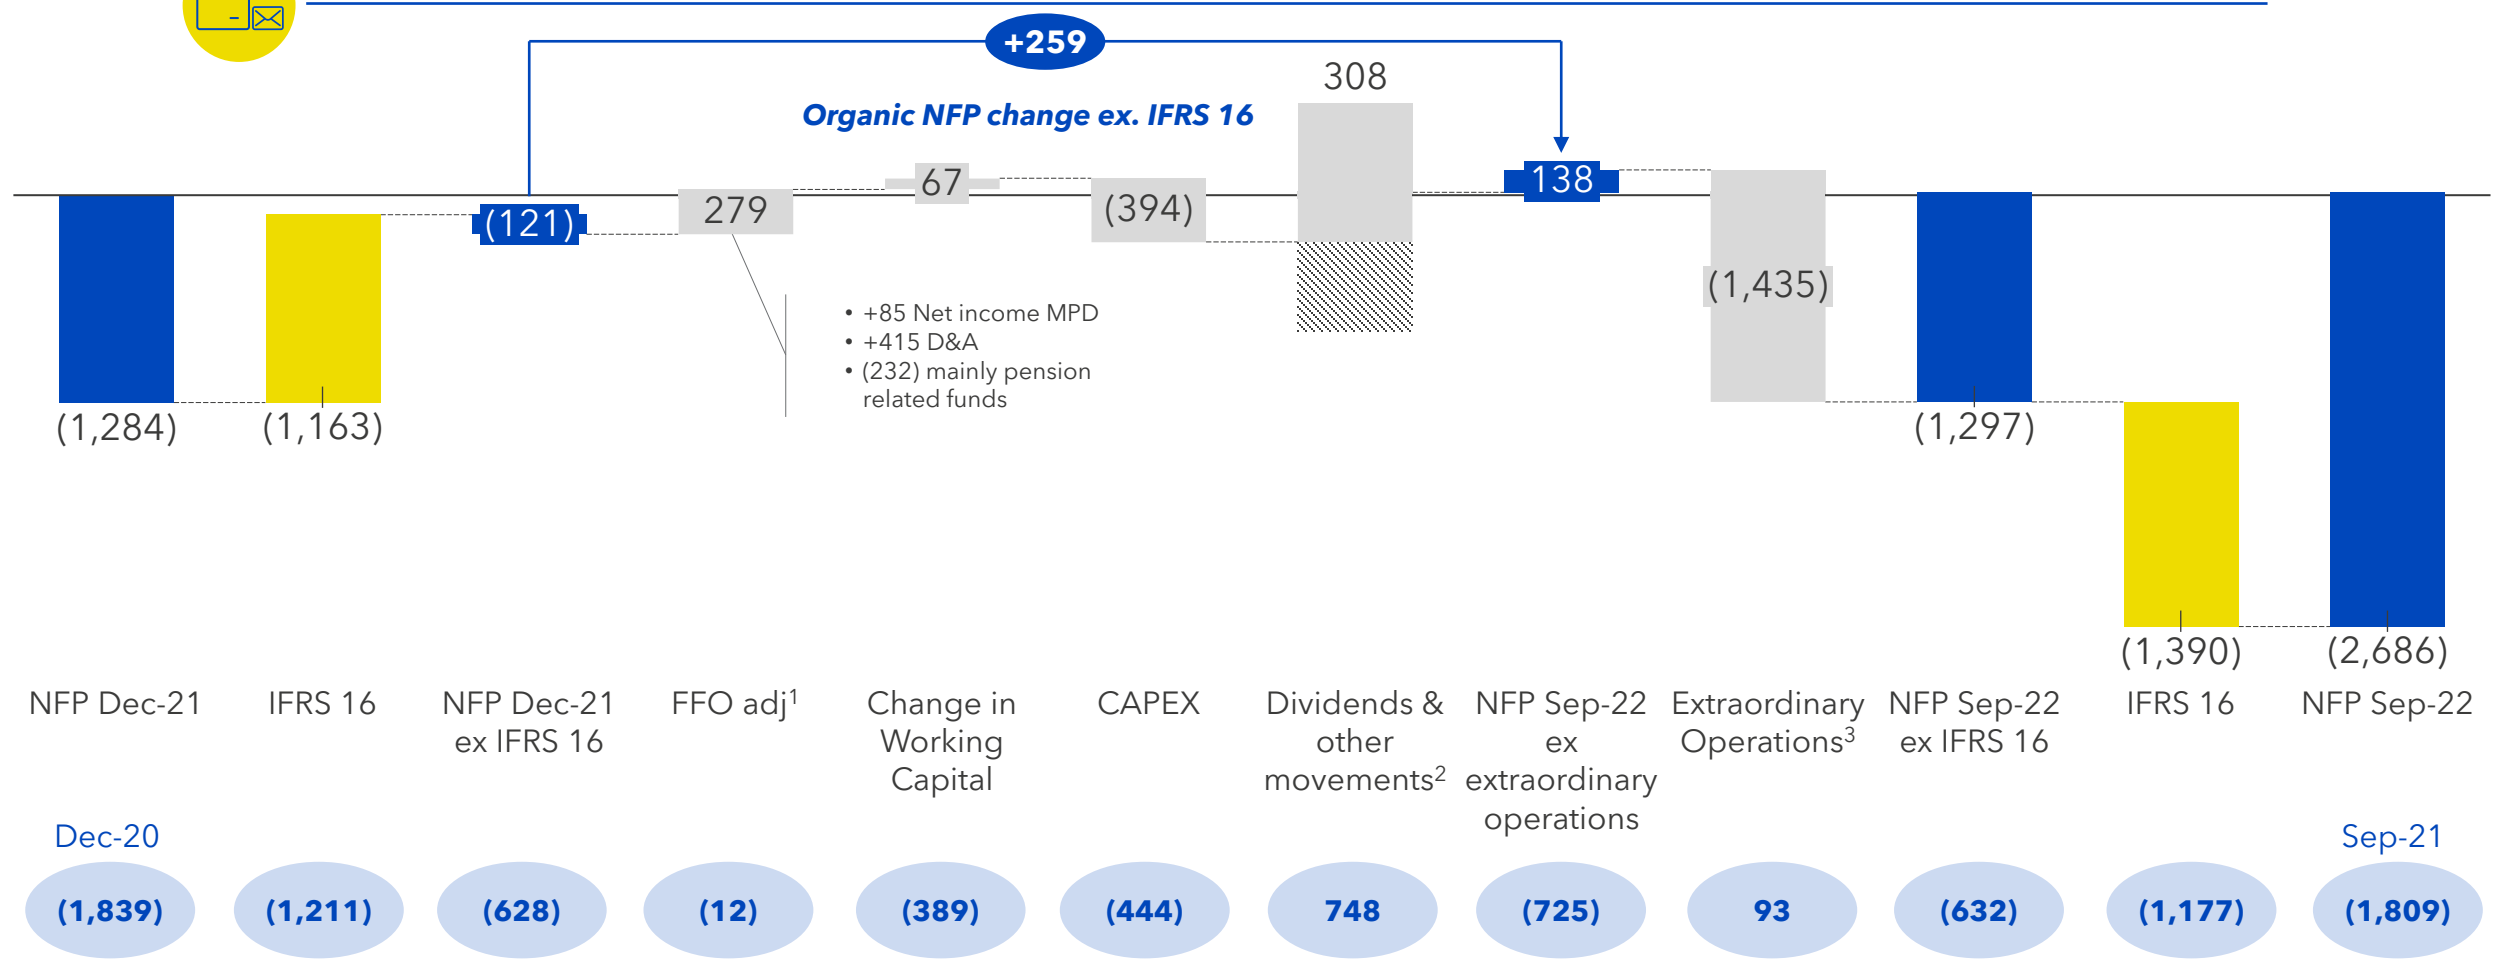 +259
308
Organic NFP change ex. IFRS 16
67
138
279
(394)
(121)
(1,435)
• +85 Net income MPD
• +415 D&A
• (232) mainly pension
related funds
(1,284)
(1,163)
(1,297)
(1,390)
(2,686)
NFP Dec-21
IFRS 16
NFP Dec-21
ex IFRS 16
FFO adj1
Change in
Working
Capital
CAPEX
Dividends &
other
movements2
NFP Sep-22
ex
extraordinary
operations
Extraordinary
Operations3
NFP Sep-22
ex IFRS 16
IFRS 16
NFP Sep-22
Dec-20
Sep-21
(1,839)
(1,211)
(628)
(12)
(389)
(444)
748
(725)
93
(632)
(1,177)
(1,809)